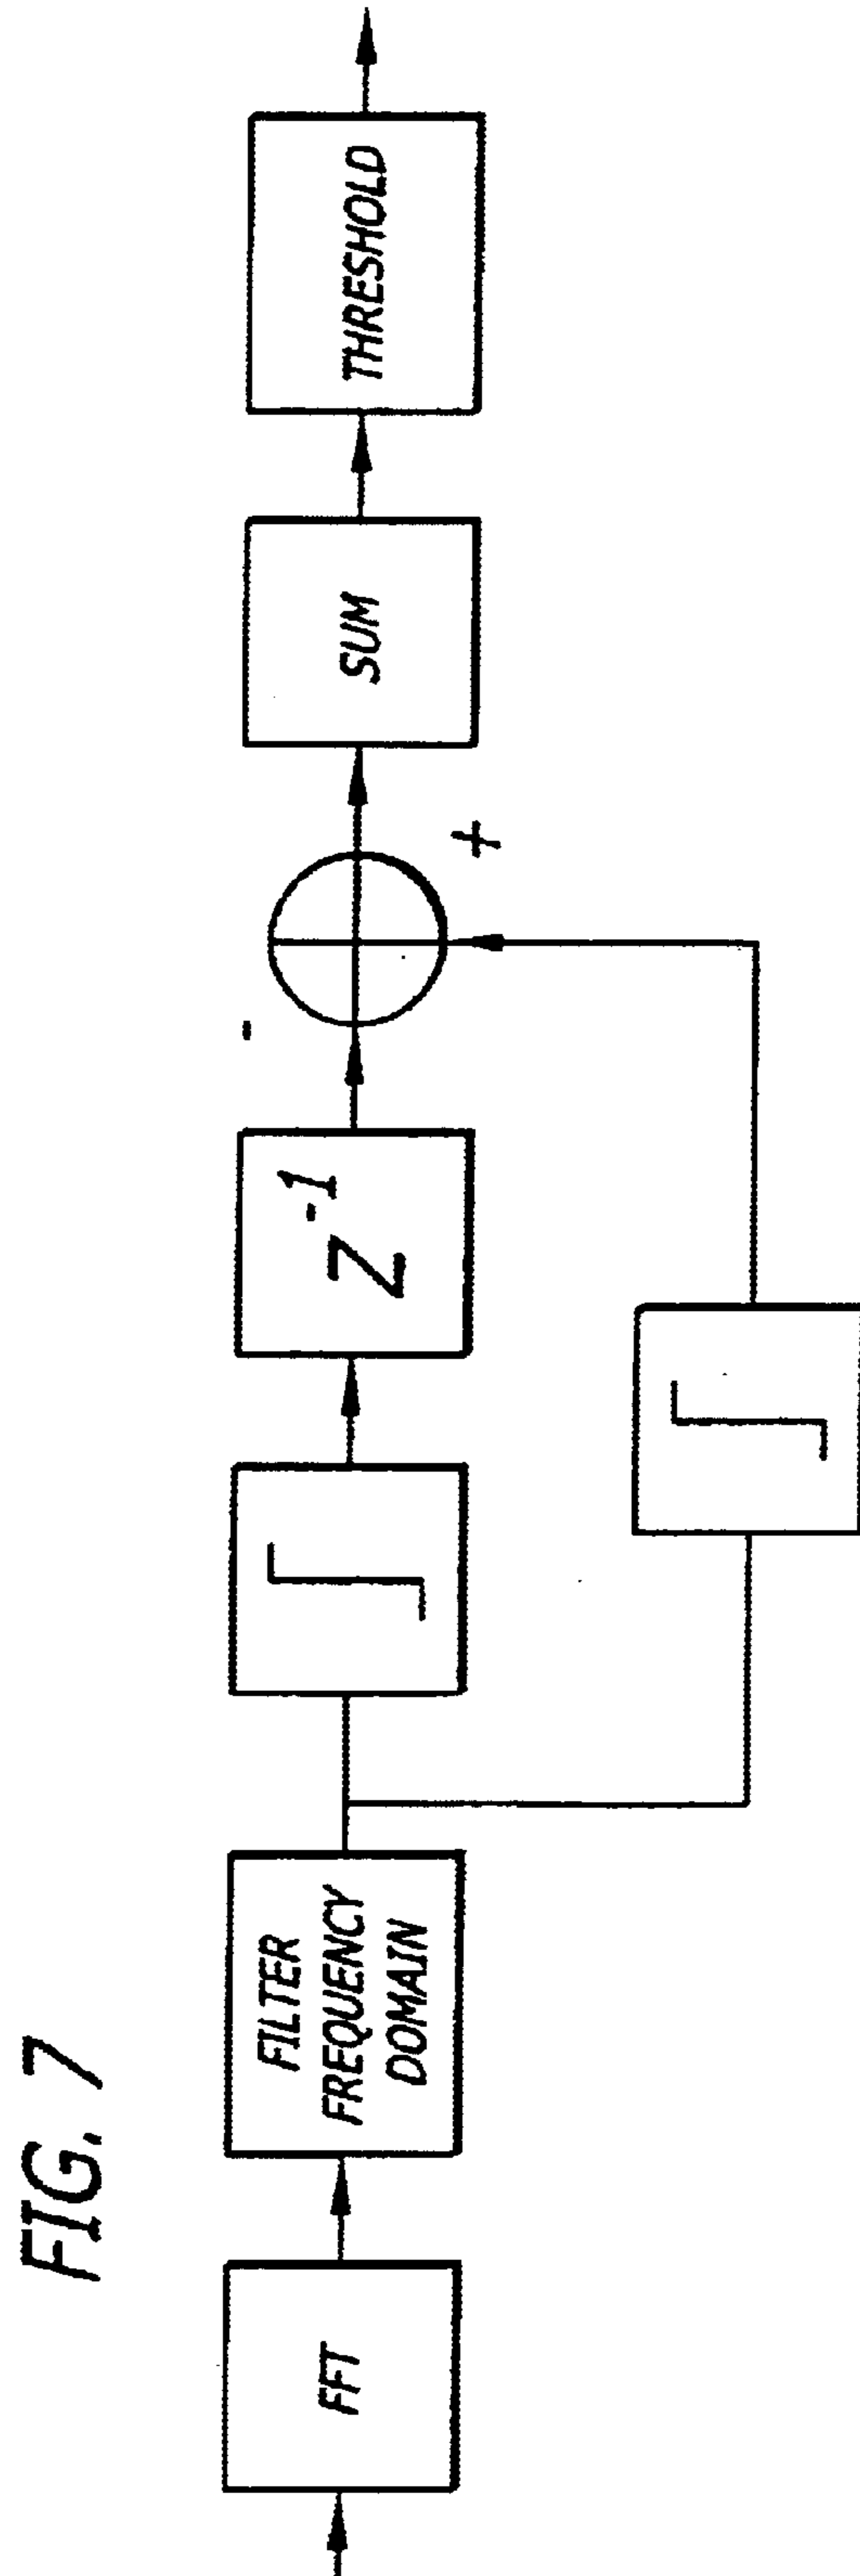 FIG. 7
FFT
FILTER
FREQUENCY
DOMAIN
∫
∫
Z⁻¹
-
+
SUM
THRESHOLD